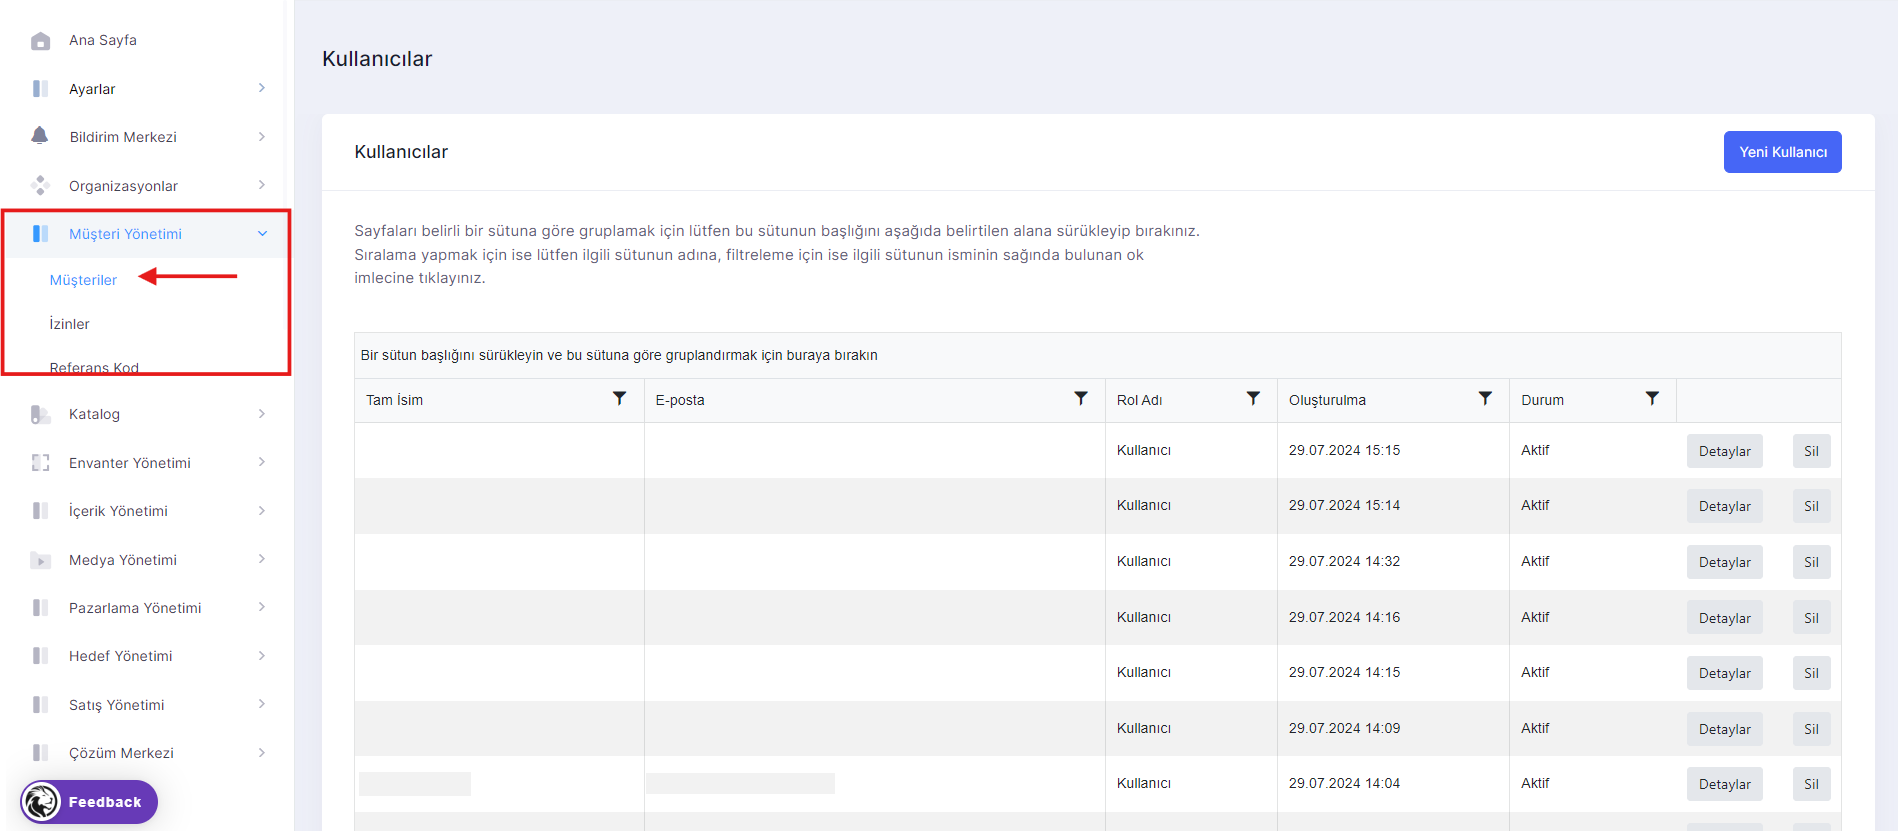 Ana Sayfa
Ayarlar
Bildirim Merkezi
Organizasyonlar
Müşteri Yönetimi
Müşteriler
İzinler
Referans Kod
Katalog
Envanter Yönetimi
İçerik Yönetimi
Medya Yönetimi
Pazarlama Yönetimi
Hedef Yönetimi
Satış Yönetimi
Çözüm Merkezi
Feedback
Kullanıcılar
Kullanıcılar
Yeni Kullanıcı
Sayfaları belirli bir sütuna göre gruplamak için lütfen bu sütunun başlığını aşağıda belirtilen alana sürükleyip bırakınız.
Sıralama yapmak için ise lütfen ilgili sütunun adına, filtreleme için ise ilgili sütunun isminin sağında bulunan ok
imlecine tıklayınız.
Bir sütun başlığını sürükleyin ve bu sütuna göre gruplandırmak için buraya bırakın
Tam İsim E-posta Rol Adı Oluşturulma Durum
Kullanıcı 29.07.2024 15:15 Aktif Detaylar Sil
Kullanıcı 29.07.2024 15:14 Aktif Detaylar Sil
Kullanıcı 29.07.2024 14:32 Aktif Detaylar Sil
Kullanıcı 29.07.2024 14:16 Aktif Detaylar Sil
Kullanıcı 29.07.2024 14:15 Aktif Detaylar Sil
Kullanıcı 29.07.2024 14:09 Aktif Detaylar Sil
Kullanıcı 29.07.2024 14:04 Aktif Detaylar Sil